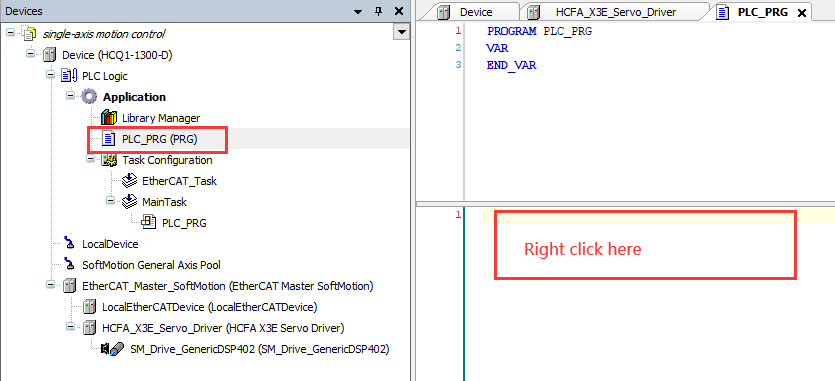 Devices
single-axis motion control
Device (HCQ1-1300-D)
PLC Logic
Application
Library Manager
PLC_PRG (PRG)
Task Configuration
EtherCAT_Task
MainTask
PLC_PRG
LocalDevice
SoftMotion General Axis Pool
EtherCAT_Master_SoftMotion (EtherCAT Master SoftMotion)
LocalEtherCATDevice (LocalEtherCATDevice)
HCFA_X3E_Servo_Driver (HCFA X3E Servo Driver)
SM_Drive_GenericDSP402 (SM_Drive_GenericDSP402)
Device HCFA_X3E_Servo_Driver PLC_PRG
1 PROGRAM PLC_PRG
2 VAR
3 END_VAR
1
Right click here